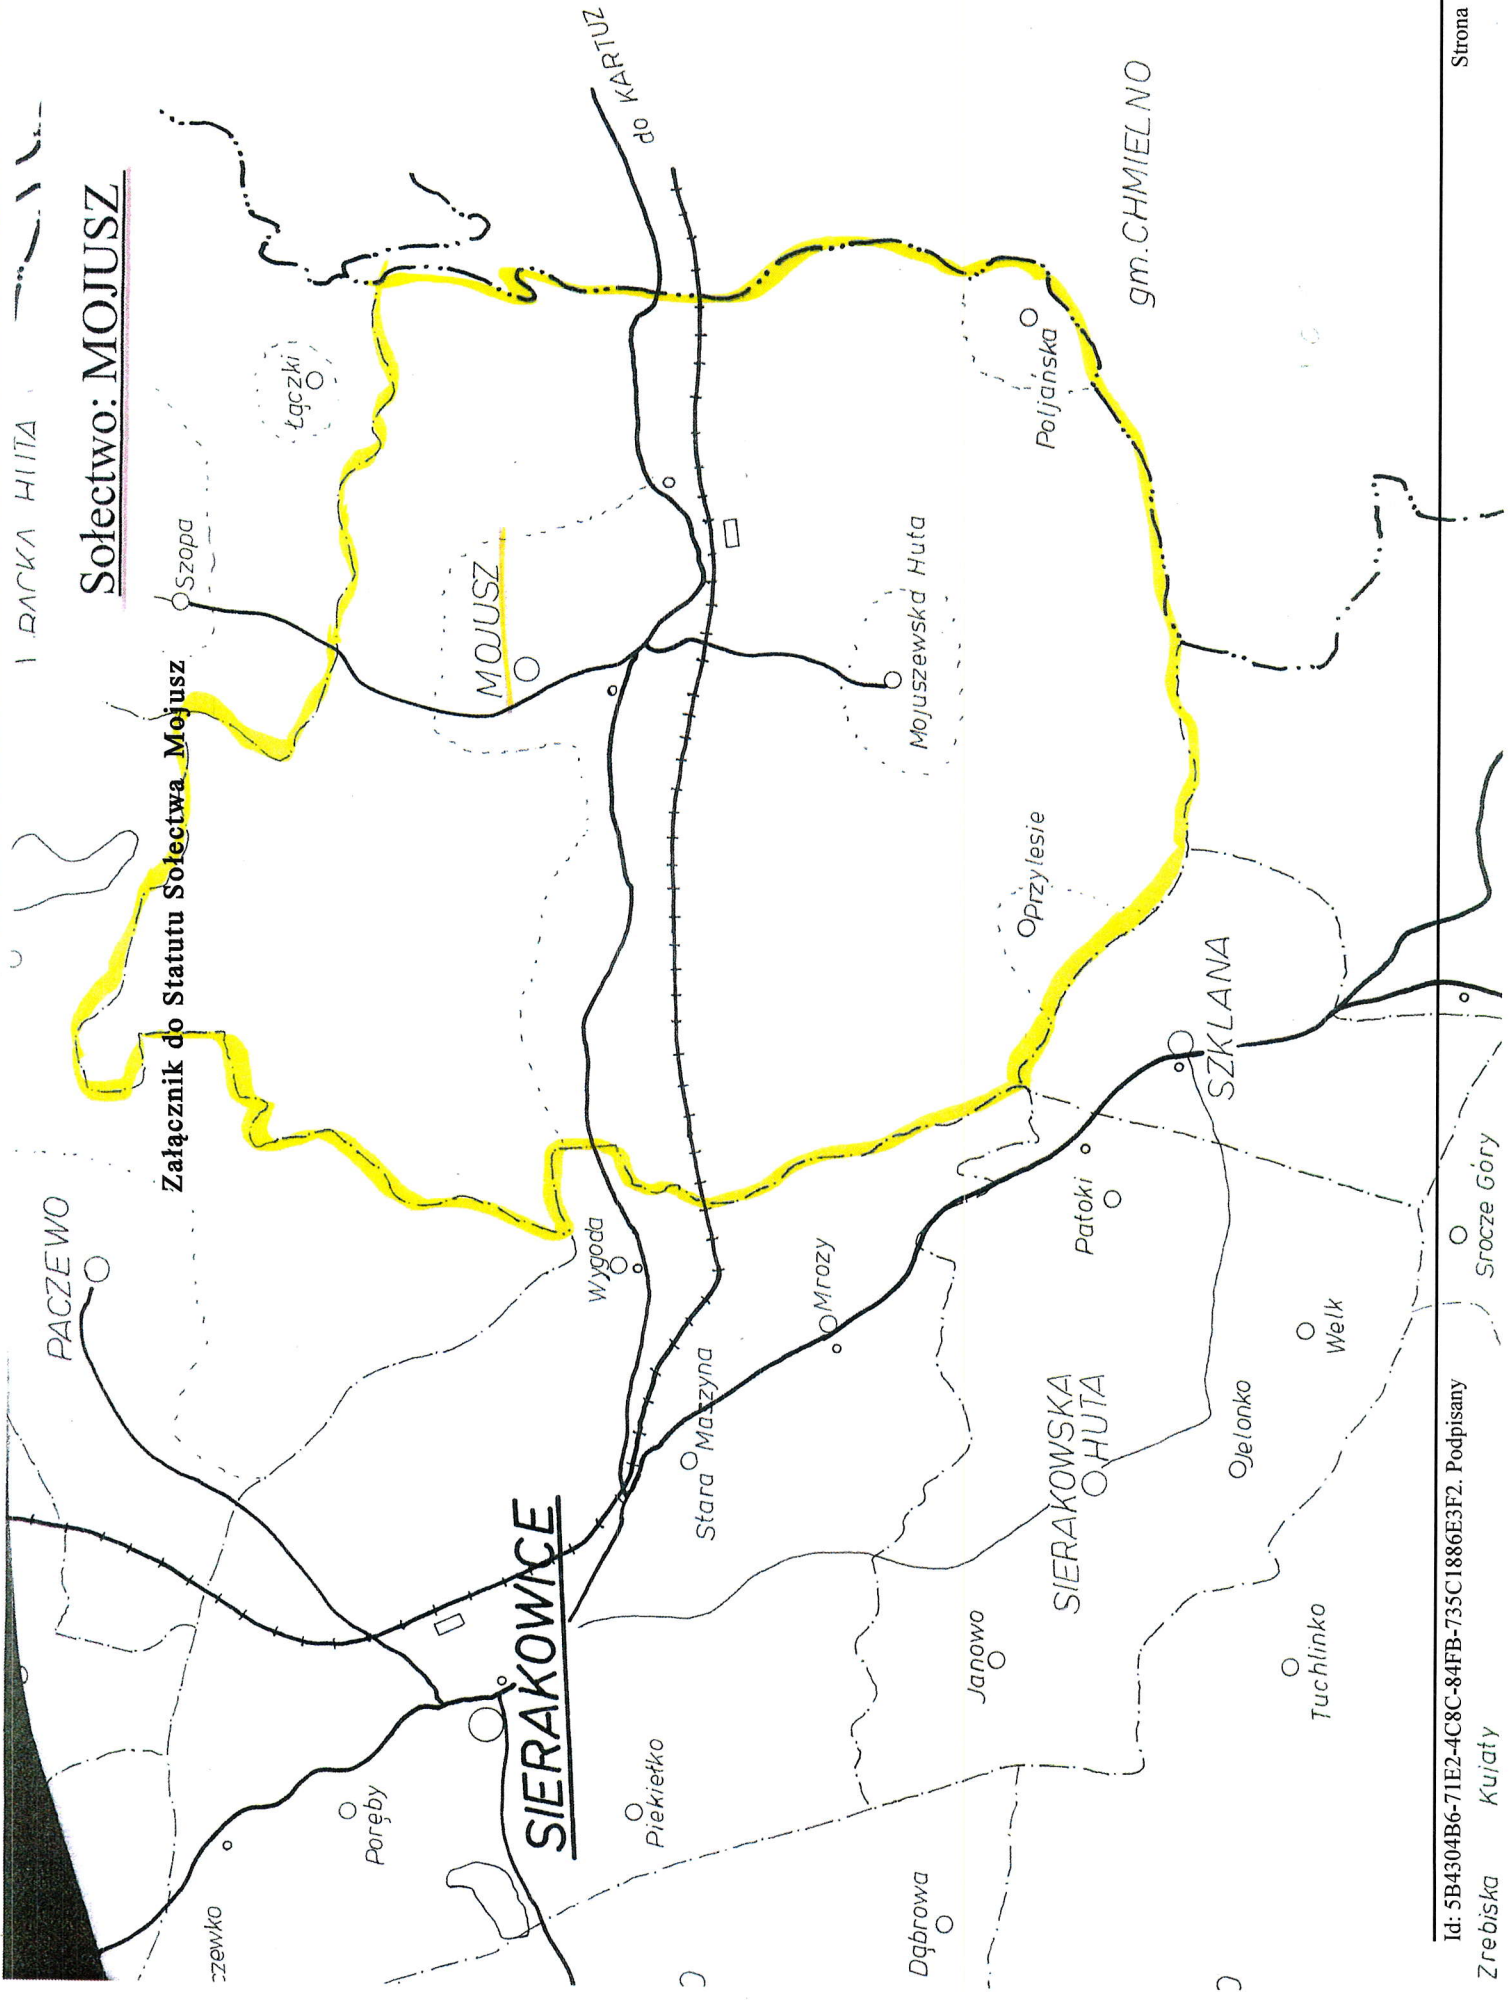 Sołectwo: MOJUSZ
Załącznik do Statutu Sołectwa Mojusz
PACZEWO
Szopa
Łączki
do KARTUZ
MOJUSZ
Wygoda
Poręby
SIERAKOWICE
Stara Maszyna
Piekiełko
Mrozy
Mojuszewska Huta
Przylesie
Poljańska
gm. CHMIELNO
Dąbrowa
Janowo
SIERAKOWSKA
HUTA
Patoki
SZKLANA
Jelonko
Welk
Tuchlinko
Id: 5B4304B6-71E2-4C8C-84FB-735C1886E3F2. Podpisany
Strona
Zrebiska
Kujaty
Srocze Góry